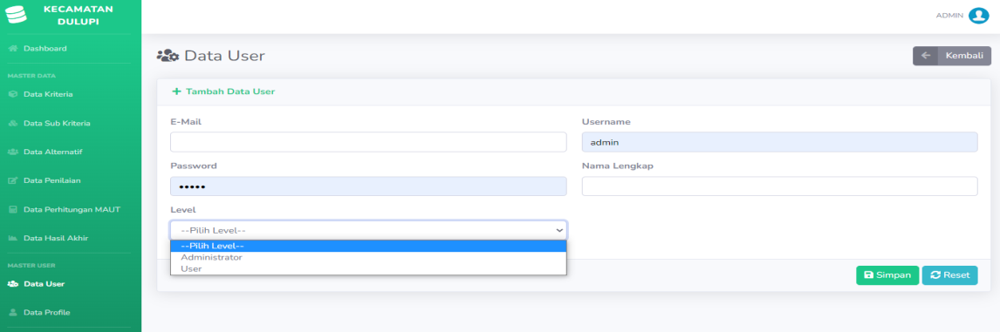 KECAMATAN
DULUPI
Dashboard
MASTER DATA
Data Kriteria
Data Sub Kriteria
Data Alternatif
Data Penilaian
Data Perhitungan MAUT
Data Hasil Akhir
MASTER USER
Data User
Data Profile
ADMIN
Data User
Kembali
Tambah Data User
E-Mail
Username
admin
Password
•••••
Nama Lengkap
Level
--Pilih Level--
--Pilih Level--
Administrator
User
Simpan
Reset